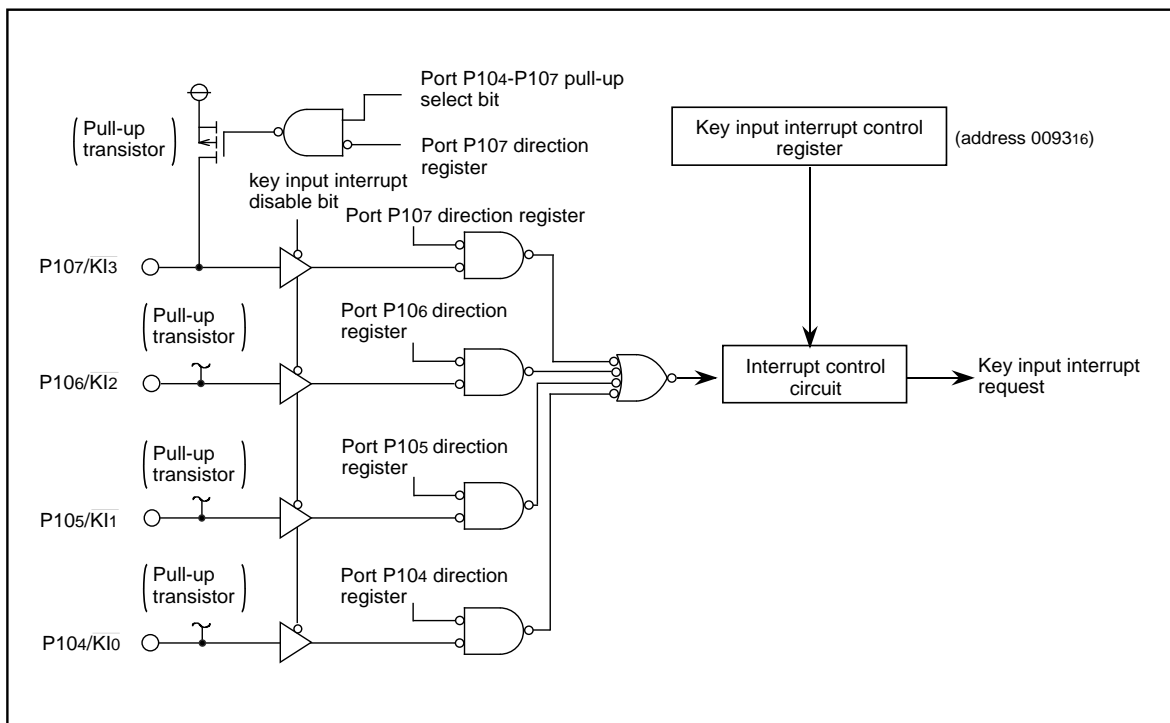 Port P104-P107 pull-up
select bit
(Pull-up
transistor)
Key input interrupt control
register
(address 009316)
Port P107 direction
register
key input interrupt
disable bit
Port P107 direction register
P107/KI3
(Pull-up
transistor)
Port P106 direction
register
P106/KI2
Interrupt control
circuit
Key input interrupt
request
(Pull-up
transistor)
Port P105 direction
register
P105/KI1
(Pull-up
transistor)
Port P104 direction
register
P104/KI0